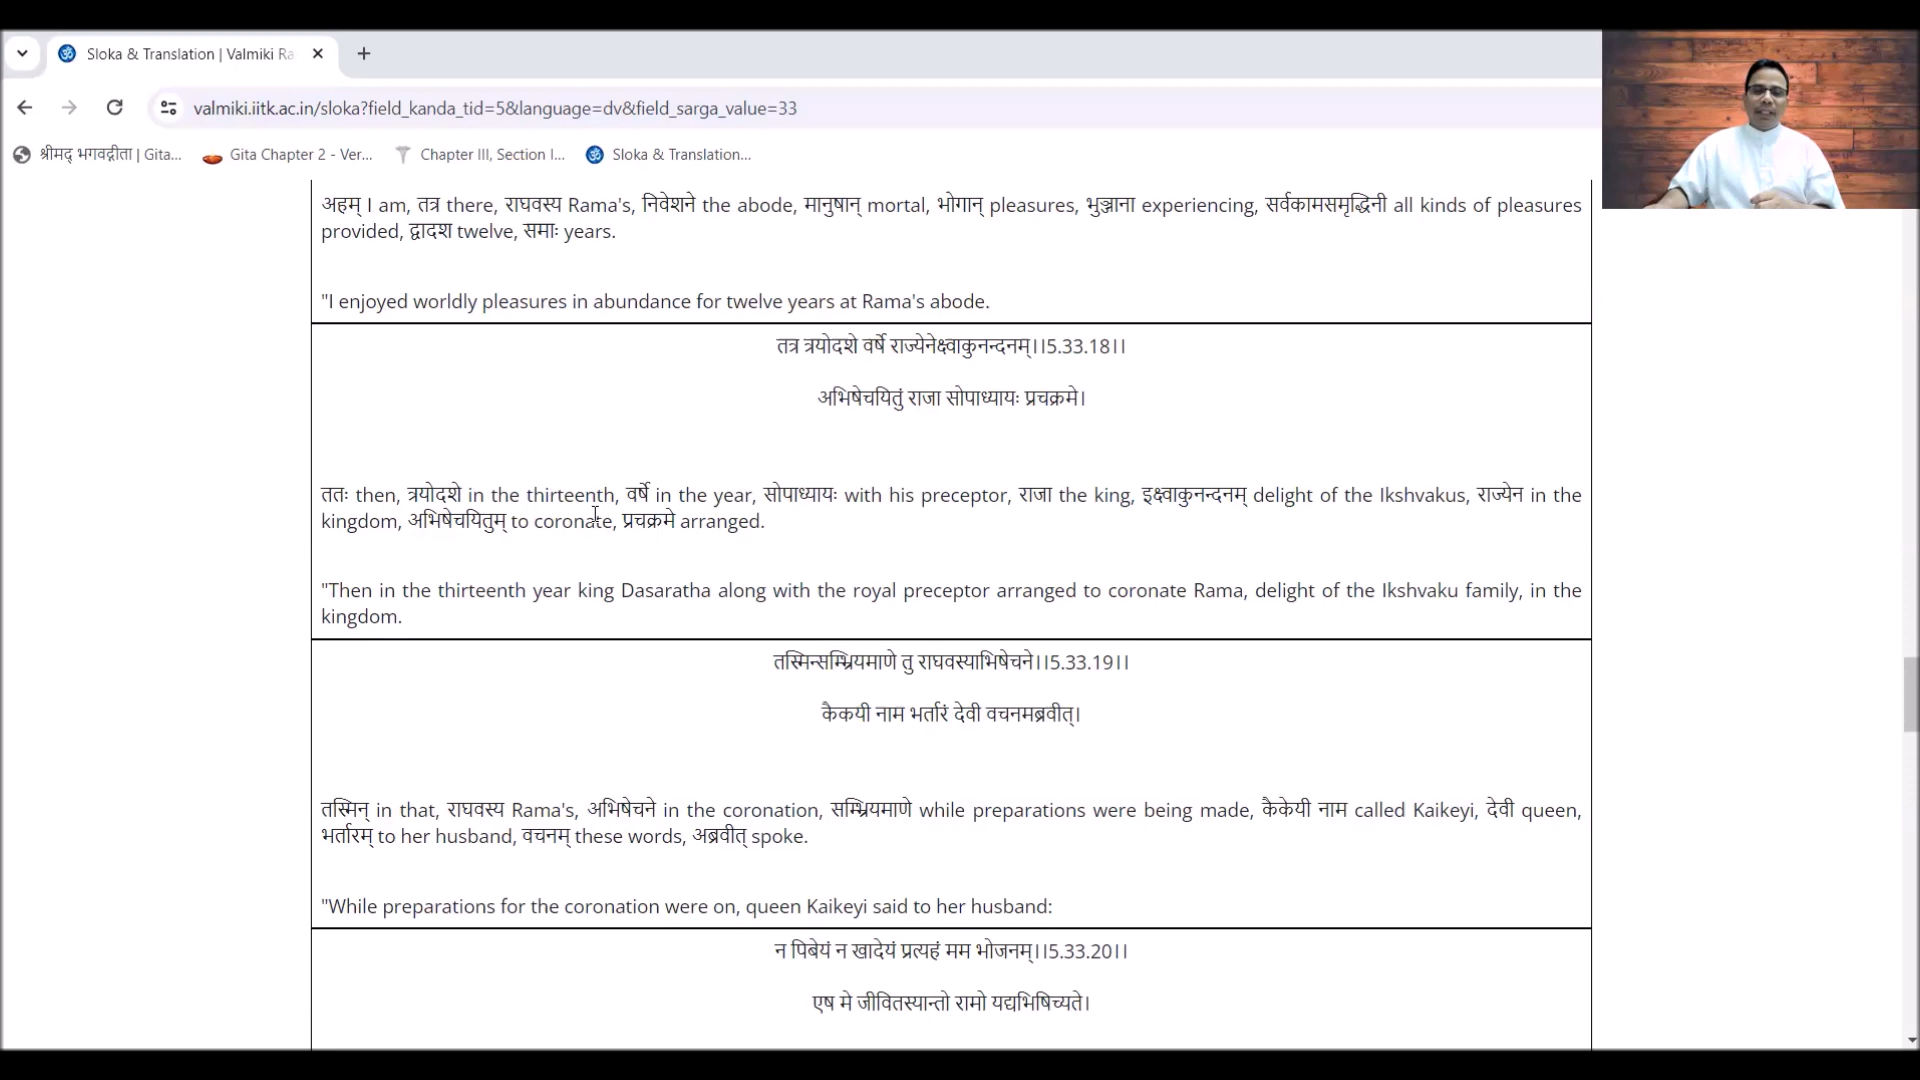 Sloka & Translation | Valmiki Ra
valmiki.iitk.ac.in/sloka?field_kanda_tid=5&language=dv&field_sarga_value=33
श्रीमद् भगवद्गीता | Gita...
Gita Chapter 2 - Ver...
Chapter III, Section I...
Sloka & Translation...
अहम् I am, तत्र there, राघवस्य Rama's, निवेशने the abode, मानुषान् mortal, भोगान् pleasures, भुञ्जाना experiencing, सर्वकामसमृद्धिनी all kinds of pleasures
provided, द्वादश twelve, समाः years.
"I enjoyed worldly pleasures in abundance for twelve years at Rama's abode.
तत्र त्रयोदशे वर्षे राज्येनेक्ष्वाकुनन्दनम्।।5.33.18।।
अभिषेचयितुं राजा सोपाध्यायः प्रचक्रमे।
ततः then, त्रयोदशे in the thirteenth, वर्षे in the year, सोपाध्यायः with his preceptor, राजा the king, इक्ष्वाकुनन्दनम् delight of the Ikshvakus, राज्येन in the
kingdom, अभिषेचयितुम् to coronate, प्रचक्रमे arranged.
"Then in the thirteenth year king Dasaratha along with the royal preceptor arranged to coronate Rama, delight of the Ikshvaku family, in the
kingdom.
तस्मिन्सम्भ्रियमाणे तु राघवस्याभिषेचने।।5.33.19।।
कैकयी नाम भर्तारं देवी वचनमब्रवीत्।
तस्मिन् in that, राघवस्य Rama's, अभिषेचने in the coronation, सम्भ्रियमाणे while preparations were being made, कैकेयी नाम called Kaikeyi, देवी queen,
भर्तारम् to her husband, वचनम् these words, अब्रवीत् spoke.
"While preparations for the coronation were on, queen Kaikeyi said to her husband:
न पिबेयं न खादेयं प्रत्यहं मम भोजनम्।।5.33.20।।
एष मे जीवितस्यान्तो रामो यद्यभिषिच्यते।